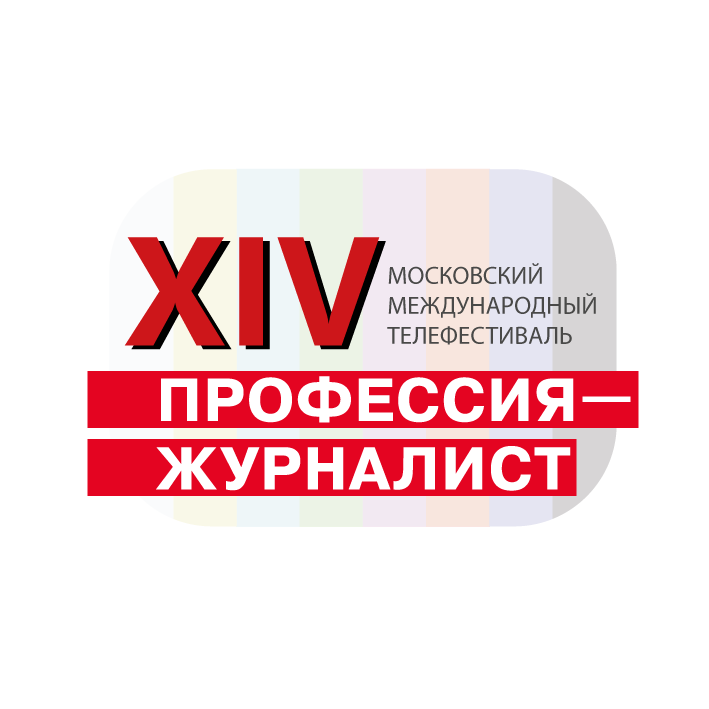 XIV
МОСКОВСКИЙ
МЕЖДУНАРОДНЫЙ
ТЕЛЕФЕСТИВАЛЬ
ПРОФЕССИЯ—
ЖУРНАЛИСТ